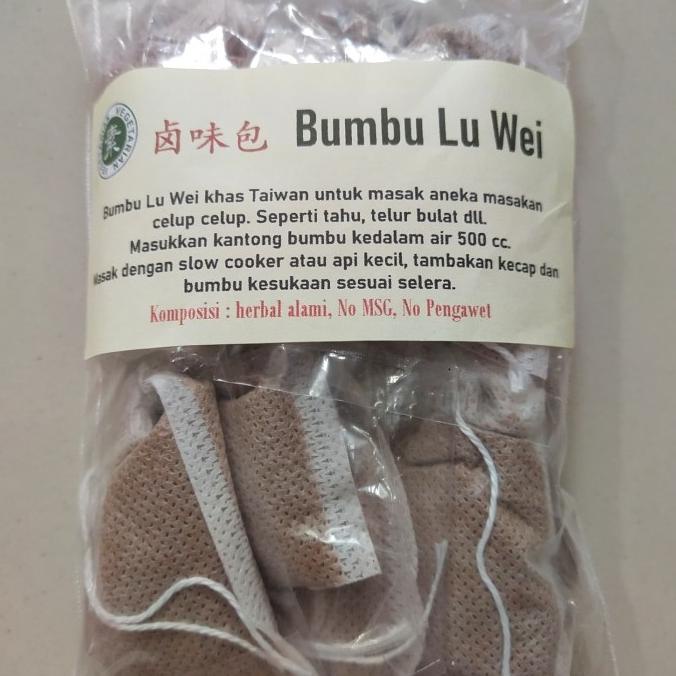 VEGETARIAN
素
卤味包 Bumbu Lu Wei
Bumbu Lu Wei khas Taiwan untuk masak aneka masakan
celup celup. Seperti tahu, telur bulat dll.
Masukkan kantong bumbu kedalam air 500 cc.
Masak dengan slow cooker atau api kecil, tambakan kecap dan
bumbu kesukaan sesuai selera.
Komposisi : herbal alami, No MSG, No Pengawet